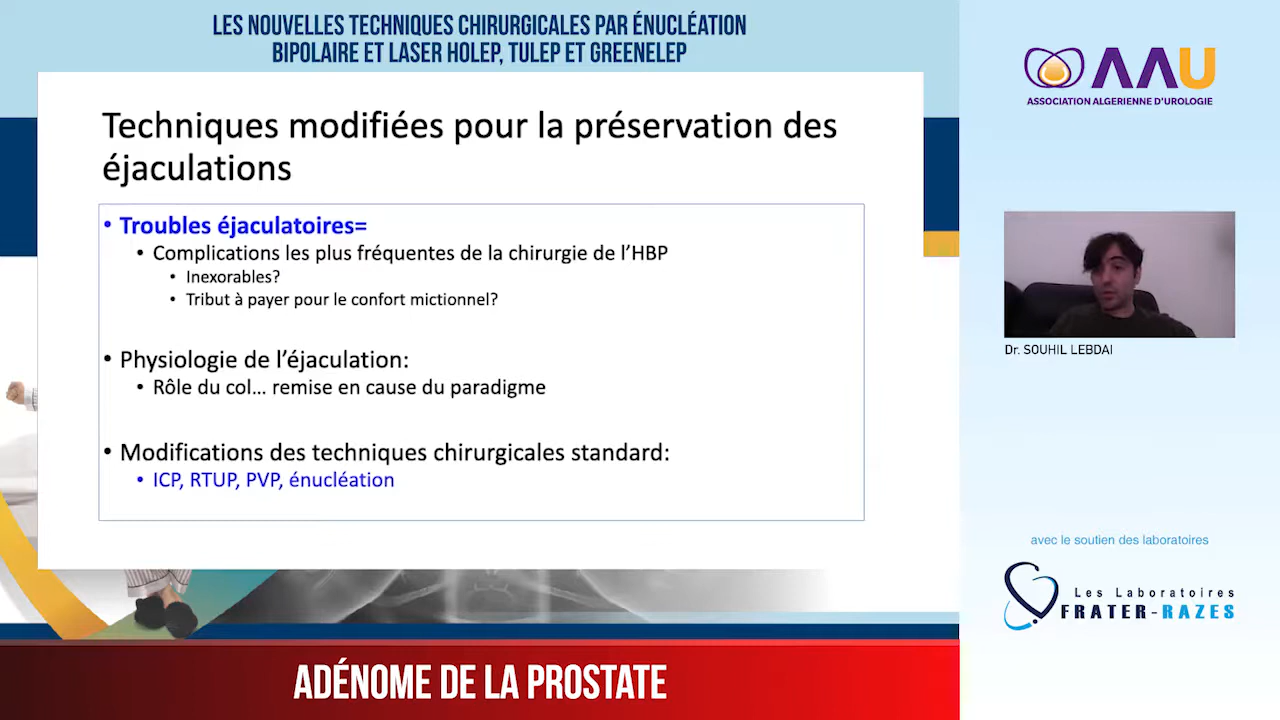 LES NOUVELLES TECHNIQUES CHIRURGICALES PAR ÉNUCLÉATION
BIPOLAIRE ET LASER HOLEP, TULEP ET GREENELEP
Techniques modifiées pour la préservation des
éjaculations
• Troubles éjaculatoires=
• Complications les plus fréquentes de la chirurgie de l'HBP
• Inexorables?
• Tribut à payer pour le confort mictionnel?
• Physiologie de l'éjaculation:
• Rôle du col... remise en cause du paradigme
• Modifications des techniques chirurgicales standard:
• ICP, RTUP, PVP, énucléation
AAU
ASSOCIATION ALGERIENNE D'UROLOGIE
Dr. SOUHIL LEBDAI
avec le soutien des laboratoires
Les Laboratoires
FRATER-RAZES
ADÉNOME DE LA PROSTATE